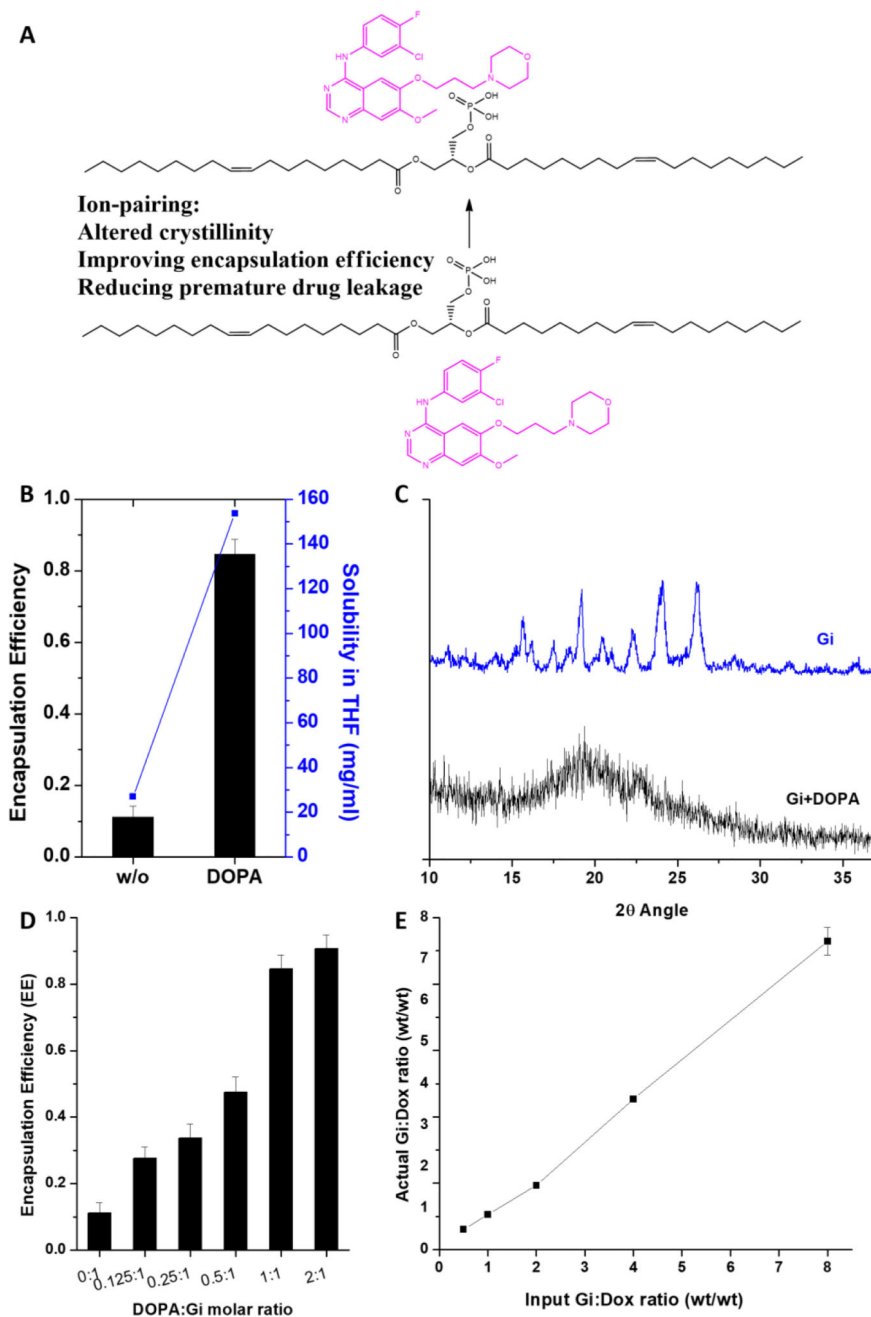 A
F
HN
Cl
O
N
O
N
N
O
O
OH
P
OH
O
O
O
O
O
Ion-pairing:
Altered crystillinity
Improving encapsulation efficiency
Reducing premature drug leakage
O
OH
P
OH
O
O
O
O
O
F
HN
Cl
O
N
O
N
N
O
B
Encapsulation Efficiency
1.0
0.8
0.6
0.4
0.2
0.0
w/o
DOPA
160
140
120
100
80
60
40
20
0
Solubility in THF (mg/ml)
C
Gi
Gi+DOPA
10
15
20
25
30
35
2θ Angle
D
Encapsulation Efficiency (EE)
1.0
0.8
0.6
0.4
0.2
0.0
0:1
0.125:1
0.25:1
0.5:1
1:1
2:1
DOPA:Gi molar ratio
E
Actual Gi:Dox ratio (wt/wt)
8
7
6
5
4
3
2
1
0
0
1
2
3
4
5
6
7
8
Input Gi:Dox ratio (wt/wt)